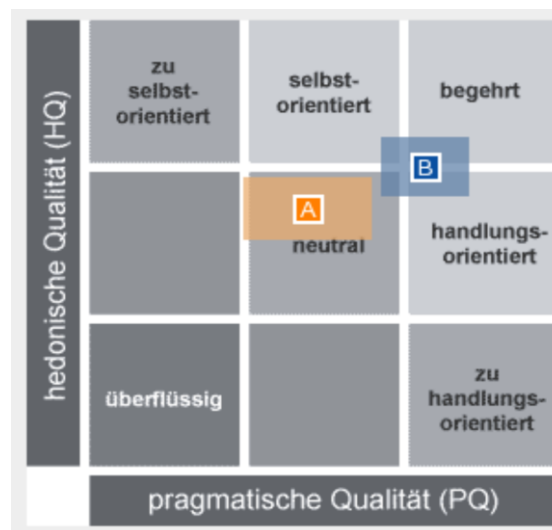 hedonische Qualität (HQ)
zu
selbst-
orientiert
selbst-
orientiert
begehrt
A
B
neutral
handlungs-
orientiert
überflüssig
zu
handlungs-
orientiert
pragmatische Qualität (PQ)